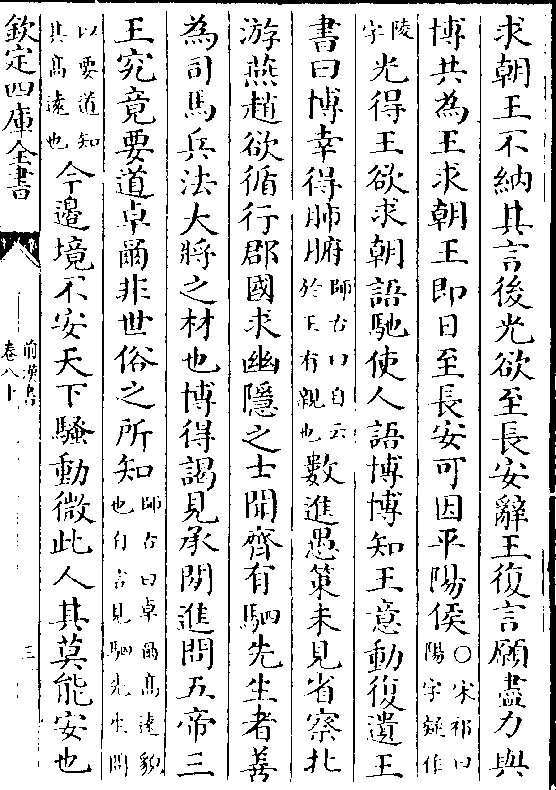 求朝王不納其言後光欲至長安辭王復言願盡力與
博共為王求朝王即日至長安可因平陽侯○宋祁曰陽字疑作
陵字光得王欲求朝語馳使人語博博知王意動復遺王
書曰博幸得肺腑師古曰自云於王有親也數進愚策未見省察北
游燕趙欲循行郡國求幽隱之士聞齊有駟先生者善
為司馬兵法大將之材也博得謁見承閒進問五帝三
王究竟要道卓爾非世俗之所知師古曰卓爾高遠貌也自言見駟先生問
以要道知其高遠也今邉境不安天下騷動微此人其莫能安也
欽定四庫全書
前漢書
卷八十
三